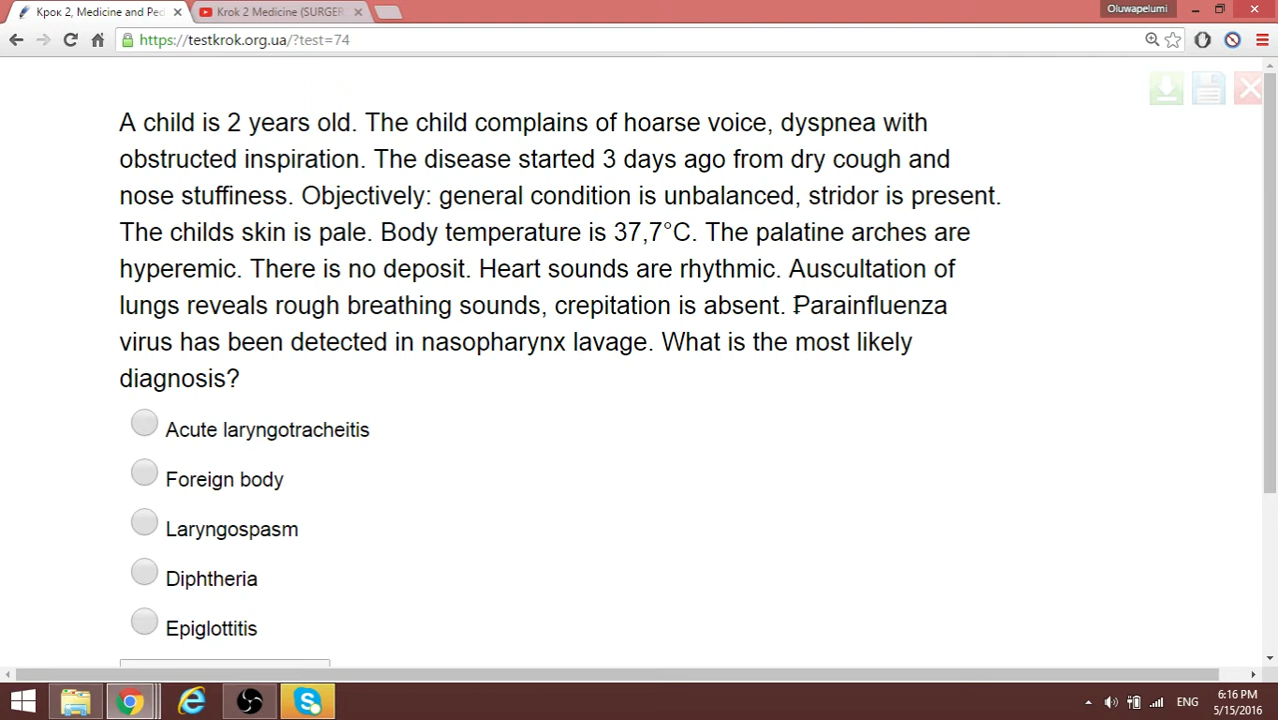 Крок 2, Medicine and Ped
Krok 2 Medicine (SURGER
Oluwapelumi
https://testkrok.org.ua/?test=74
A child is 2 years old. The child complains of hoarse voice, dyspnea with
obstructed inspiration. The disease started 3 days ago from dry cough and
nose stuffiness. Objectively: general condition is unbalanced, stridor is present.
The childs skin is pale. Body temperature is 37,7°C. The palatine arches are
hyperemic. There is no deposit. Heart sounds are rhythmic. Auscultation of
lungs reveals rough breathing sounds, crepitation is absent. Parainfluenza
virus has been detected in nasopharynx lavage. What is the most likely
diagnosis?
Acute laryngotracheitis
Foreign body
Laryngospasm
Diphtheria
Epiglottitis
ENG
6:16 PM
5/15/2016